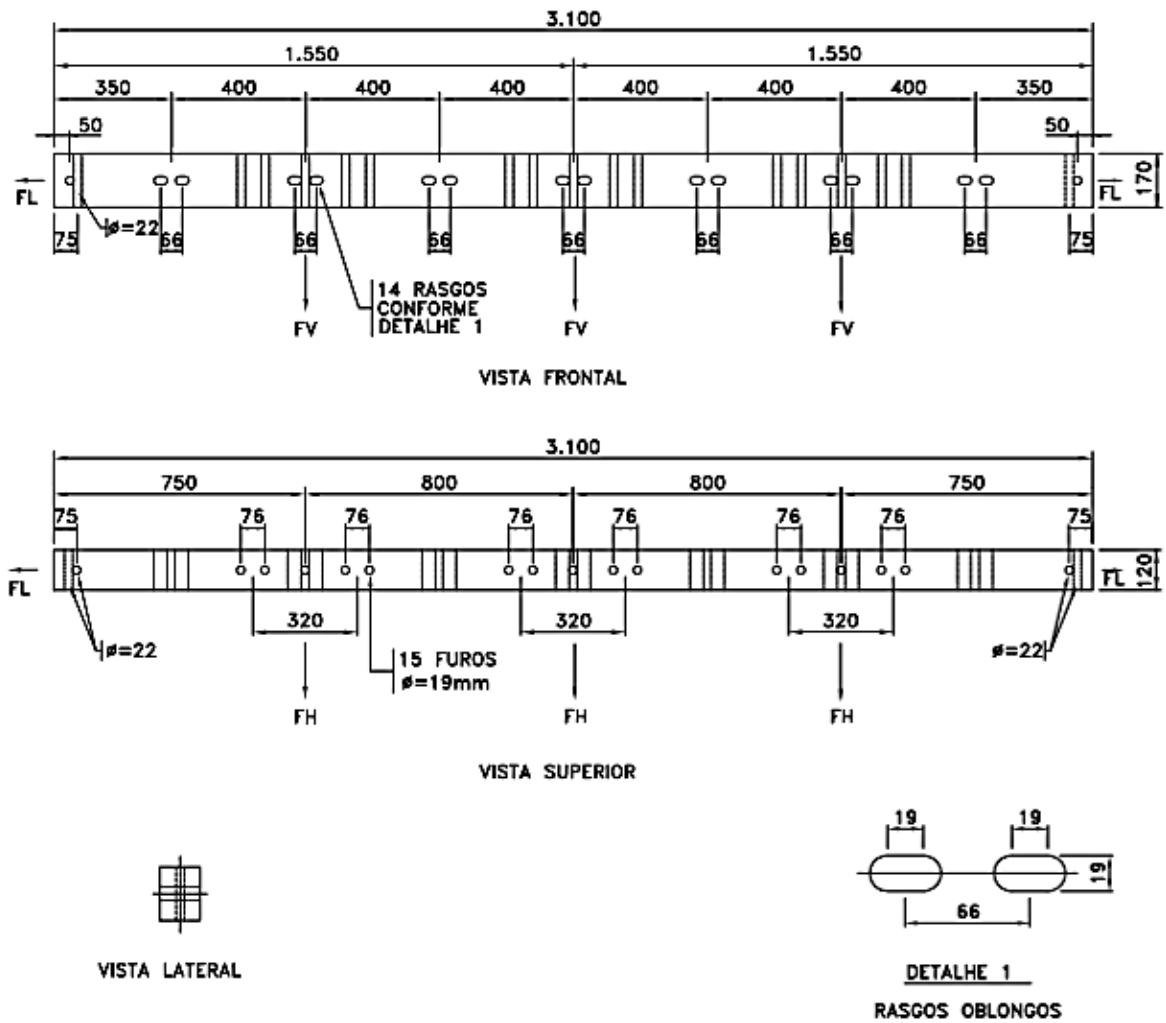 3.100
1.550 1.550
350 400 400 400 400 400 400 350
50 50
FL FL
170
ø=22
75 66 66 66 66 66 66 66 75
14 RASGOS
CONFORME
DETALHE 1
FV FV FV
VISTA FRONTAL
3.100
750 800 800 750
75 76 76 76 76 76 76 75
FL FL
120
320 320 320
ø=22 ø=22
15 FUROS
ø=19mm
FH FH FH
VISTA SUPERIOR
19 19
19
66
VISTA LATERAL
DETALHE 1
RASGOS OBLONGOS